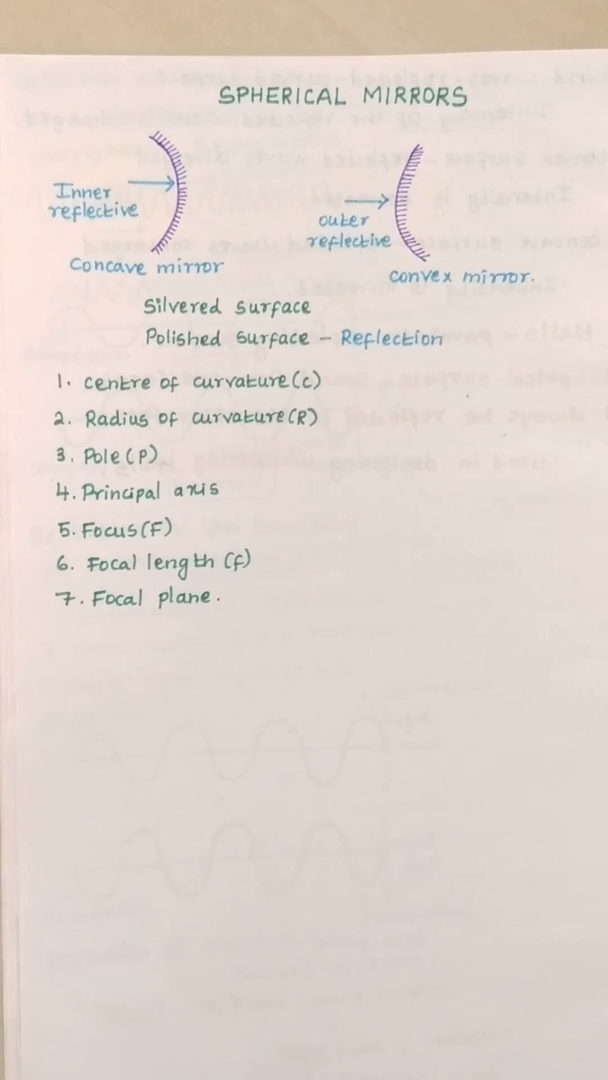 SPHERICAL MIRRORS
Inner
reflective
Concave mirror
outer
reflective
convex mirror.
Silvered surface
Polished surface - Reflection
1. centre of curvature (c)
2. Radius of curvature (R)
3. Pole (P)
4. Principal axis
5. Focus (F)
6. Focal length (f)
7. Focal plane.